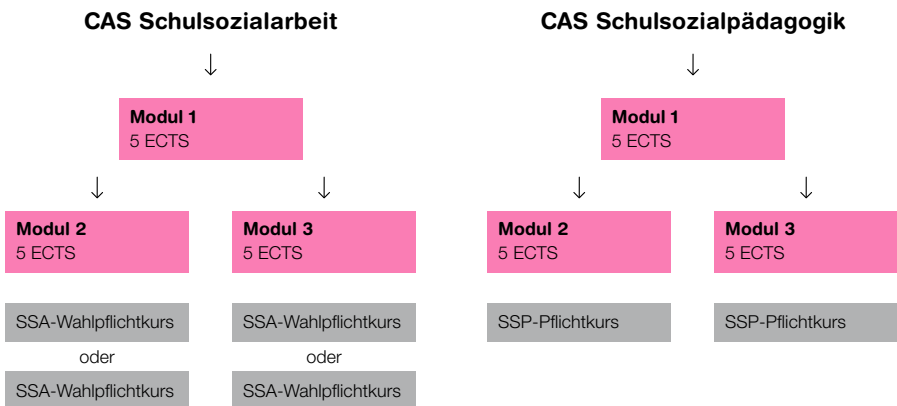 CAS Schulsozialarbeit
Modul 1
5 ECTS
Modul 2
5 ECTS
Modul 3
5 ECTS
SSA-Wahlpflichtkurs
SSA-Wahlpflichtkurs
oder
oder
SSA-Wahlpflichtkurs
SSA-Wahlpflichtkurs
CAS Schulsozialpädagogik
Modul 1
5 ECTS
Modul 2
5 ECTS
Modul 3
5 ECTS
SSP-Pflichtkurs
SSP-Pflichtkurs